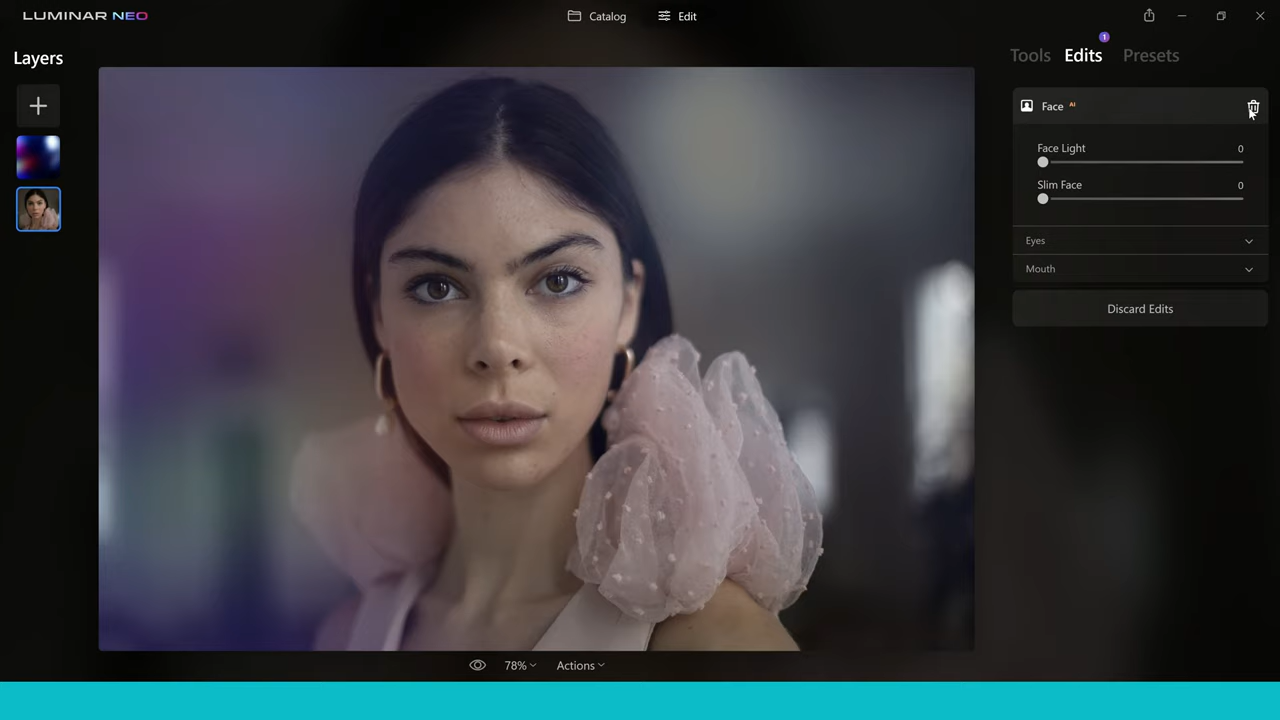 LUMINAR NEO
Catalog
Edit
Layers
Tools
Edits
1
Presets
Face AI
Face Light 0
Slim Face 0
Eyes
Mouth
Discard Edits
78%
Actions